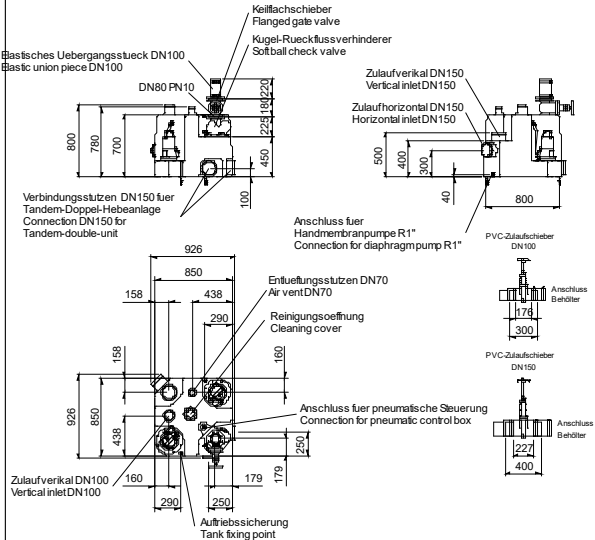 Keilflachschieber
Flanged gate valve
Kugel-Rueckflussverhinderer
Soft ball check valve
Elastisches Uebergangsstueck DN100
Elastic union piece DN100
DN80 PN10
220
180
225
450
100
800
780
700
Verbindungsstutzen DN150 fuer
Tandem-Doppel-Hebeanlage
Connection DN150 for
Tandem-double-unit
Zulaufverikal DN150
Vertical inlet DN150
Zulaufhorizontal DN150
Horizontal inlet DN150
500
400
300
40
800
Anschluss fuer
Handmembranpumpe R1"
Connection for diaphragm pump R1"
PVC-Zulaufschieber
DN100
Anschluss
Behölter
176
300
PVC-Zulaufschieber
DN150
Anschluss
Behölter
227
400
926
850
158
438
290
Entlueftungsstutzen DN70
Air vent DN70
Reinigungsoeffnung
Cleaning cover
158
160
926
850
438
Anschluss fuer pneumatische Steuerung
Connection for pneumatic control box
250
179
Zulaufverikal DN100
Vertical inlet DN100
160
290
179
250
Auftriebssicherung
Tank fixing point